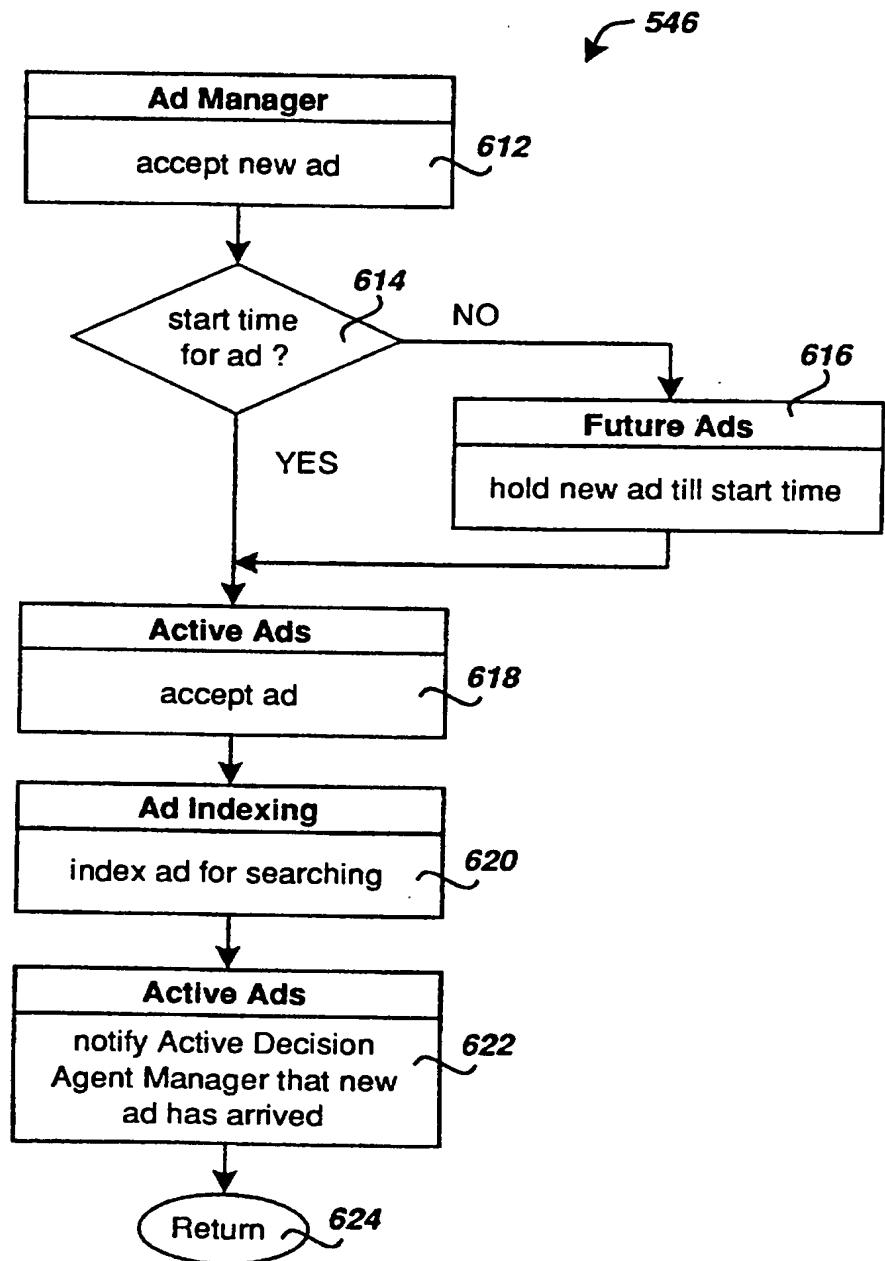 546
Ad Manager
accept new ad
612
start time
for ad ?
614
NO
YES
616
Future Ads
hold new ad till start time
Active Ads
accept ad
618
Ad Indexing
index ad for searching
620
Active Ads
notify Active Decision
Agent Manager that new
ad has arrived
622
Return
624